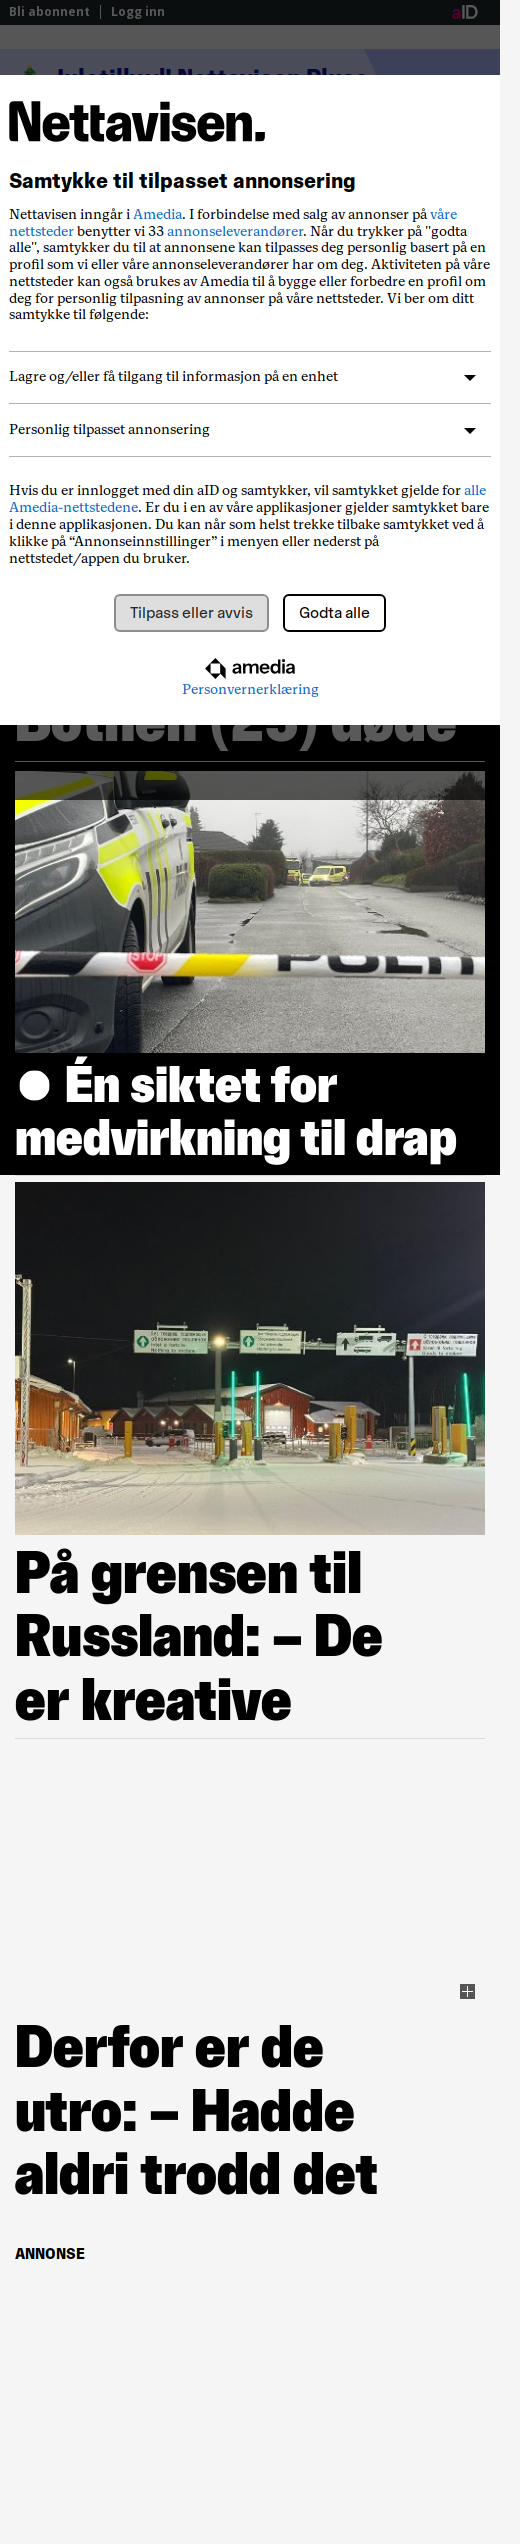 Bli abonnent
Logg inn
aID
Juletilbud! Nettavisen Pluss
Nettavisen.
Samtykke til tilpasset annonsering
Nettavisen inngår i Amedia. I forbindelse med salg av annonser på våre
nettsteder benytter vi 33 annonseleverandører. Når du trykker på "godta
alle", samtykker du til at annonsene kan tilpasses deg personlig basert på en
profil som vi eller våre annonseleverandører har om deg. Aktiviteten på våre
nettsteder kan også brukes av Amedia til å bygge eller forbedre en profil om
deg for personlig tilpasning av annonser på våre nettsteder. Vi ber om ditt
samtykke til følgende:
Lagre og/eller få tilgang til informasjon på en enhet
Personlig tilpasset annonsering
Hvis du er innlogget med din aID og samtykker, vil samtykket gjelde for alle
Amedia-nettstedene. Er du i en av våre applikasjoner gjelder samtykket bare
i denne applikasjonen. Du kan når som helst trekke tilbake samtykket ved å
klikke på “Annonseinnstillinger” i menyen eller nederst på
nettstedet/appen du bruker.
Tilpass eller avvis
Godta alle
amedia
Personvernerklæring
Bothen (23) døde
STOP
POLITI
Én siktet for
medvirkning til drap
På grensen til
Russland: – De
er kreative
Derfor er de
utro: – Hadde
aldri trodd det
ANNONSE